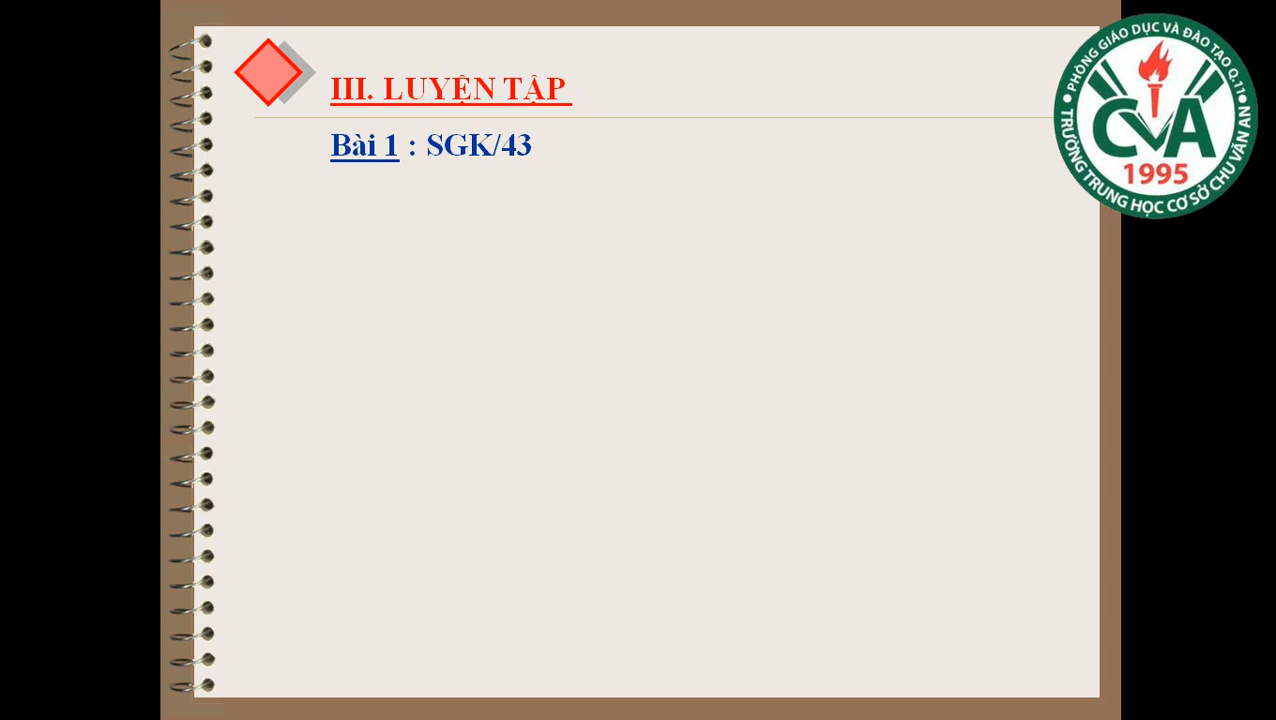 III. LUYỆN TẬP
Bài 1 : SGK/43
PHÒNG GIÁO DỤC VÀ ĐÀO TẠO Q.11
CVA
1995
TRƯỜNG TRUNG HỌC CƠ SỞ CHU VĂN AN